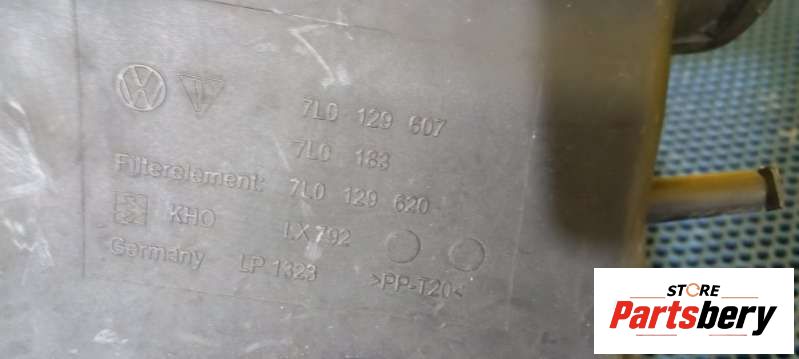 7L0 129 607
7L0 183
Filterelement: 7L0 129 620
KHO LX 792
Germany LP 1323 >PP-T20<
STORE
Partsbery